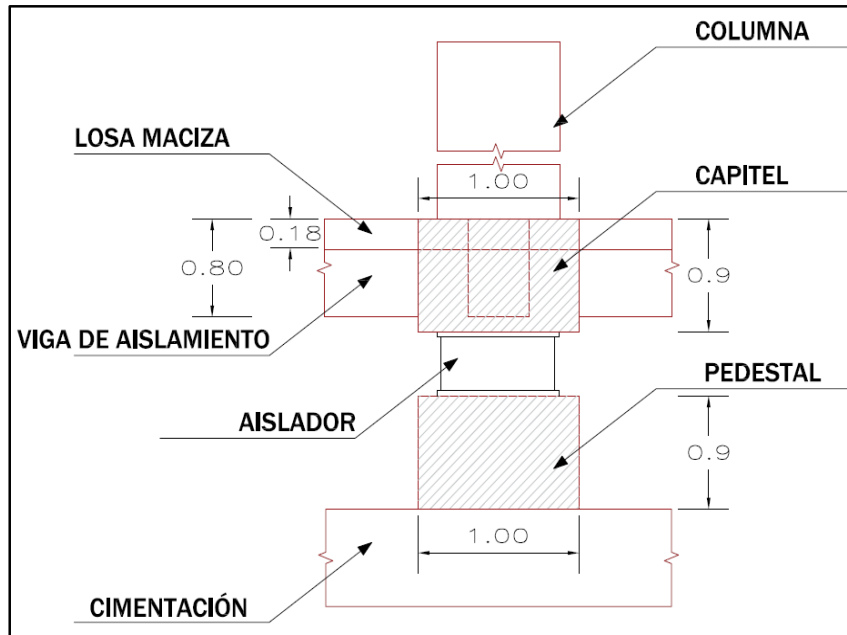 COLUMNA
LOSA MACIZA
1.00
CAPITEL
0.18
0.80
0.9
VIGA DE AISLAMIENTO
PEDESTAL
AISLADOR
0.9
1.00
CIMENTACIÓN